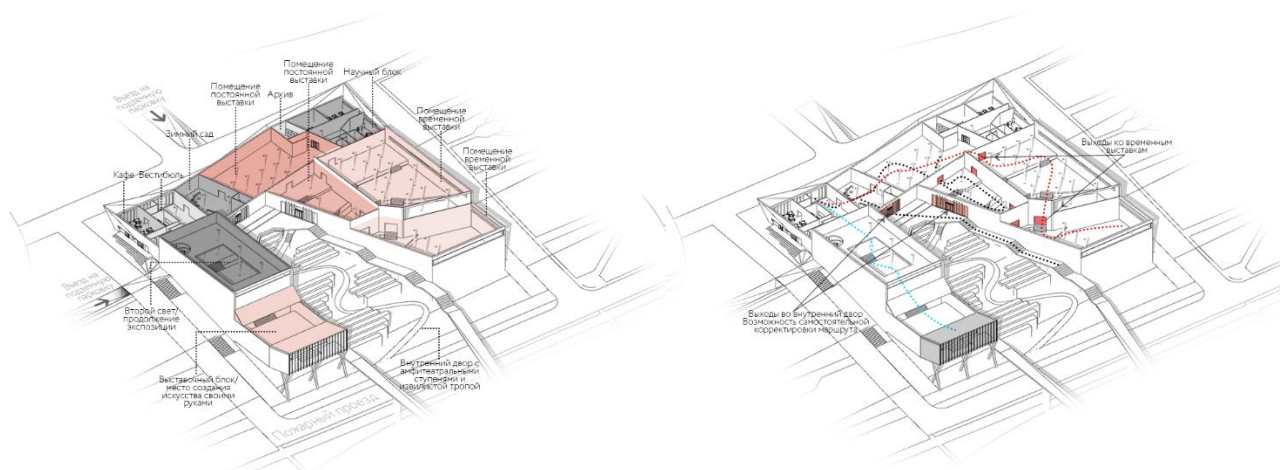 Въезд на
подземную
парковку
Зимний сад
Кафе
Вестибюль
Помещение
постоянной
выставки
Архив
Помещение
постоянной
выставки
Научный блок
Помещение
временной
выставки
Помещение
временной
выставки
Въезд на
подземную
парковку
Второй свет/
продолжение
экспозиции
Выставочный блок/
место создания
искусства своими
руками
Внутренний двор с
амфитеатральными
ступенями и
извилистой тропой
Пожарный проезд
Выходы ко временным
выставкам
Выходы во внутренний двор
Возможность самостоятельной
корректировки маршрута